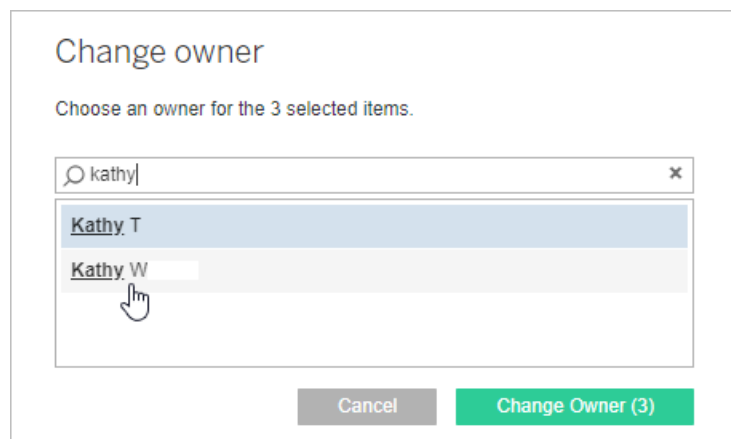 Change owner
Choose an owner for the 3 selected items.
kathy
Kathy T
Kathy W
Cancel Change Owner (3)